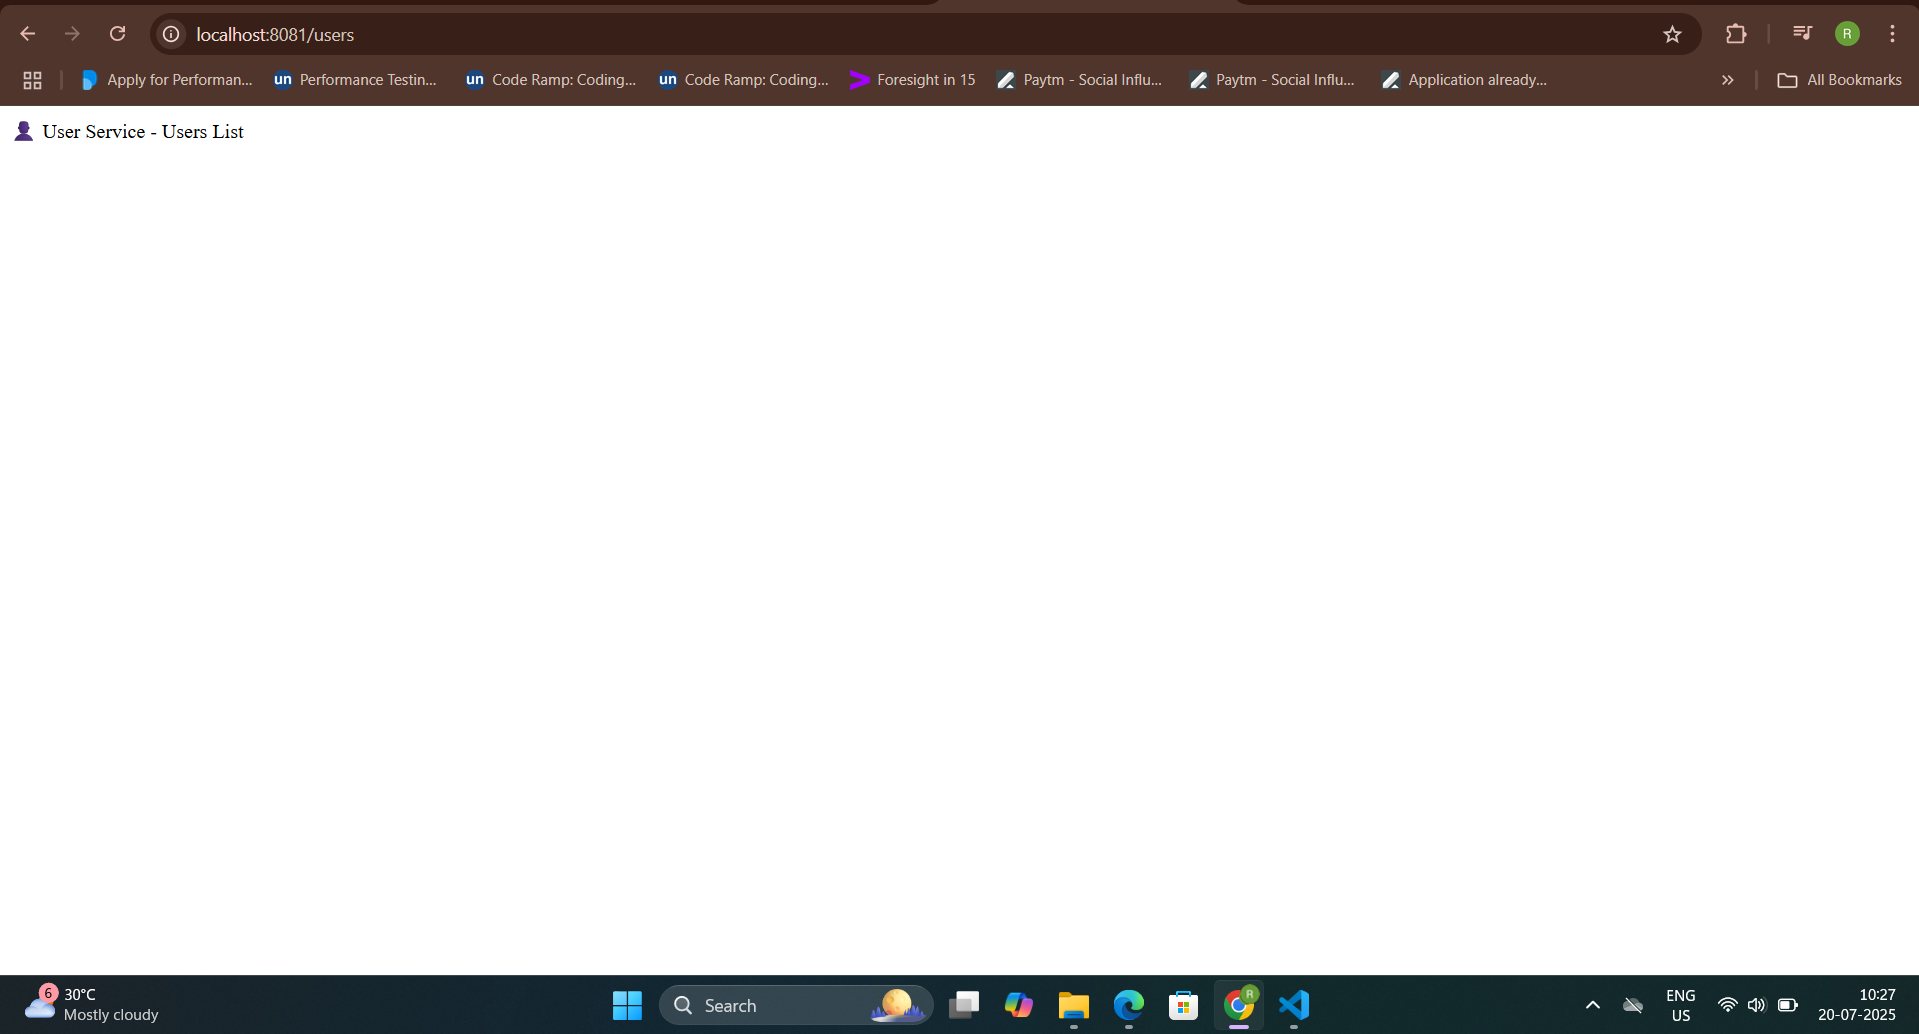 localhost:8081/users
R
Apply for Performan...
un Performance Testin...
un Code Ramp: Coding...
un Code Ramp: Coding...
Foresight in 15
Paytm - Social Influ...
Paytm - Social Influ...
Application already...
»
All Bookmarks
👤 User Service - Users List
6
30°C
Mostly cloudy
Search
R
ENG
US
10:27
20-07-2025